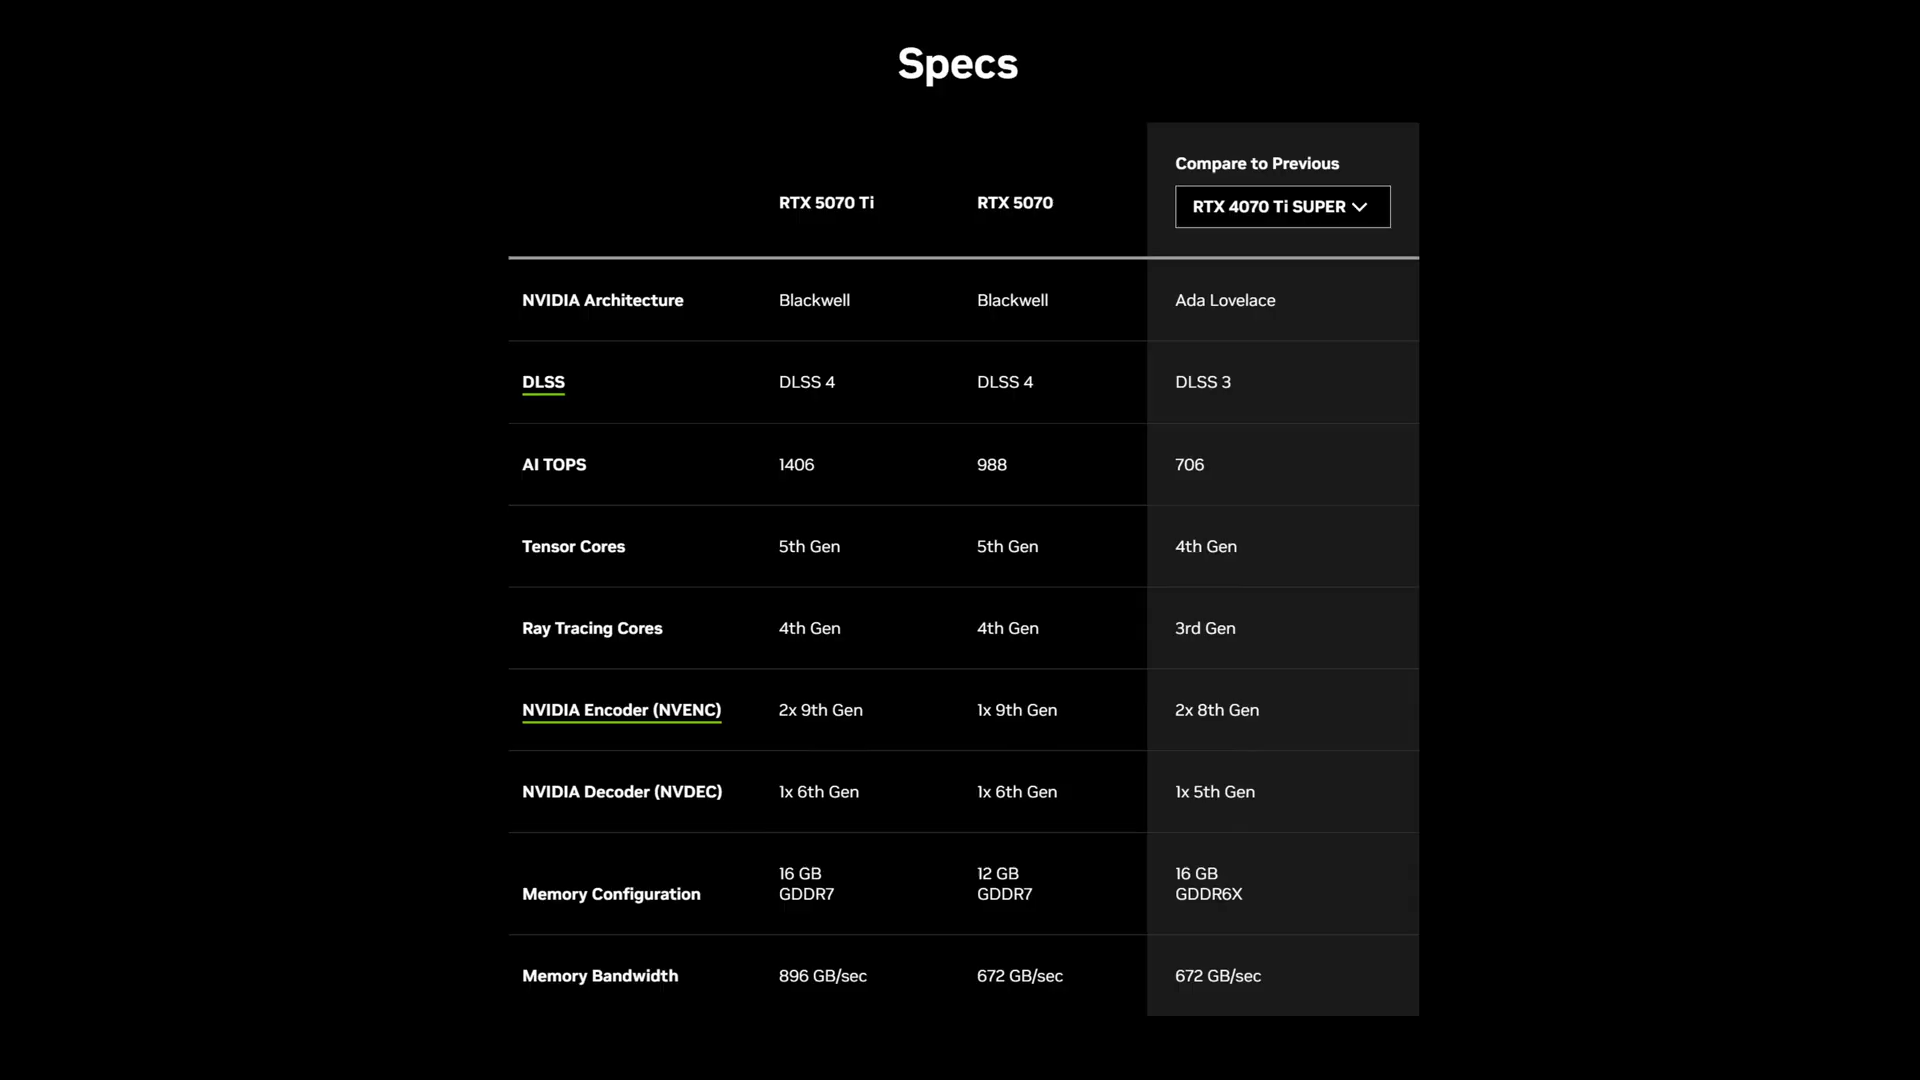 Specs
Compare to Previous
RTX 5070 Ti RTX 5070 RTX 4070 Ti SUPER
NVIDIA Architecture Blackwell Blackwell Ada Lovelace
DLSS DLSS 4 DLSS 4 DLSS 3
AI TOPS 1406 988 706
Tensor Cores 5th Gen 5th Gen 4th Gen
Ray Tracing Cores 4th Gen 4th Gen 3rd Gen
NVIDIA Encoder (NVENC) 2x 9th Gen 1x 9th Gen 2x 8th Gen
NVIDIA Decoder (NVDEC) 1x 6th Gen 1x 6th Gen 1x 5th Gen
16 GB 12 GB 16 GB
Memory Configuration GDDR7 GDDR7 GDDR6X
Memory Bandwidth 896 GB/sec 672 GB/sec 672 GB/sec